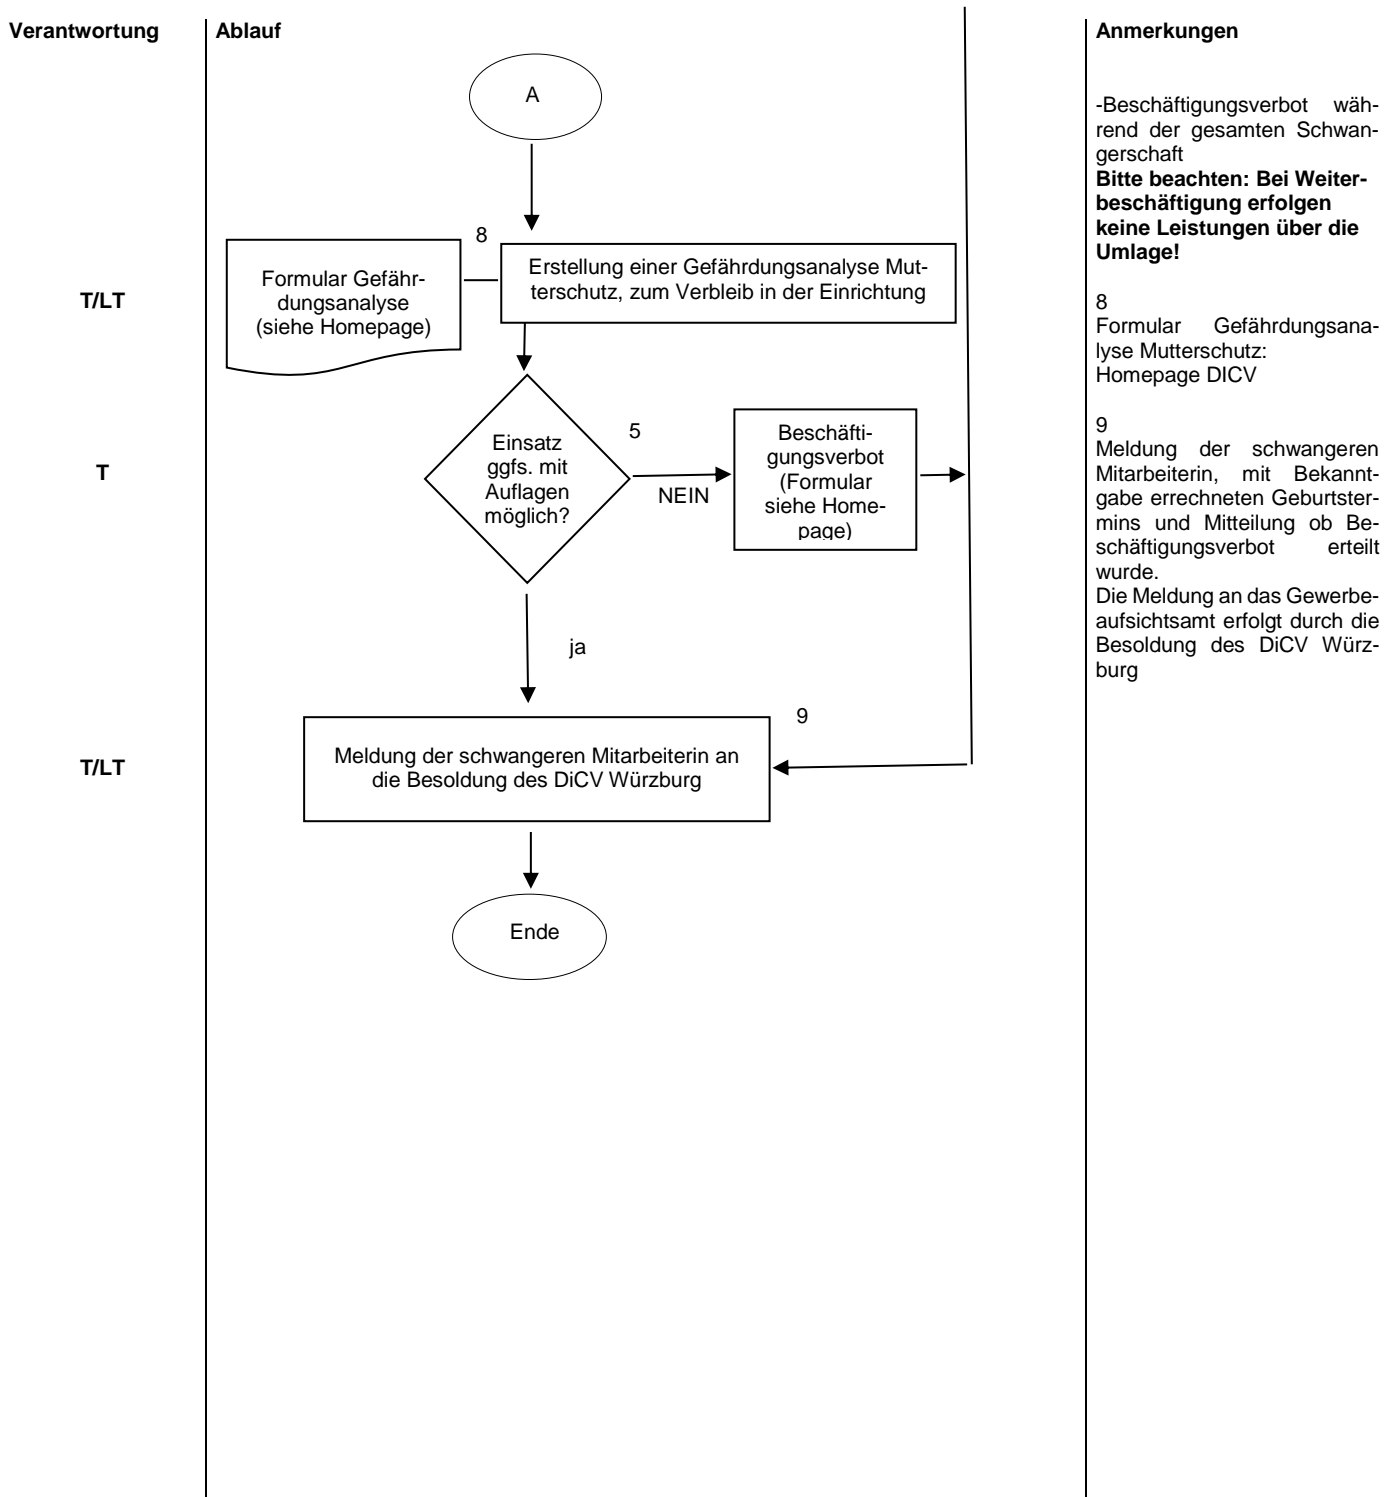 Verantwortung
Ablauf
Anmerkungen
A
-Beschäftigungsverbot wäh-
rend der gesamten Schwan-
gerschaft
Bitte beachten: Bei Weiter-
beschäftigung erfolgen
keine Leistungen über die
Umlage!
8
Formular Gefähr-
dungsanalyse
(siehe Homepage)
Erstellung einer Gefährdungsanalyse Mut-
terschutz, zum Verbleib in der Einrichtung
T/LT
8
Formular Gefährdungsana-
lyse Mutterschutz:
Homepage DICV
T
Einsatz
ggfs. mit
Auflagen
möglich?
5
NEIN
Beschäfti-
gungsverbot
(Formular
siehe Home-
page)
9
Meldung der schwangeren
Mitarbeiterin, mit Bekannt-
gabe errechneten Geburtster-
mins und Mitteilung ob Be-
schäftigungsverbot erteilt
wurde.
Die Meldung an das Gewerbe-
aufsichtsamt erfolgt durch die
Besoldung des DiCV Würz-
burg
ja
9
T/LT
Meldung der schwangeren Mitarbeiterin an
die Besoldung des DiCV Würzburg
Ende